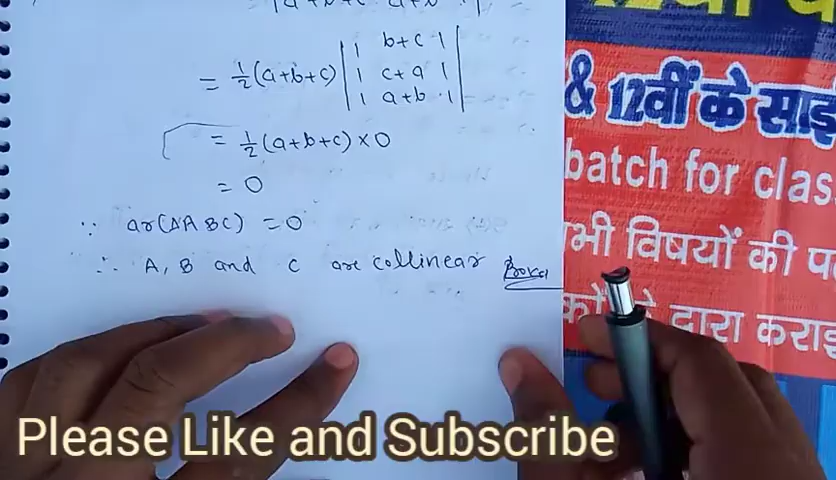 = 1/2 (a+b+c) | 1 b+c 1 |
| 1 c+a 1 |
| 1 a+b 1 |
= 1/2 (a+b+c) × 0
= 0
∵ ar(ΔABC) = 0
∴ A, B and C are collinear Proved
& 12वीं के
batch for clas
विषयों की
द्वारा
Please Like and Subscribe